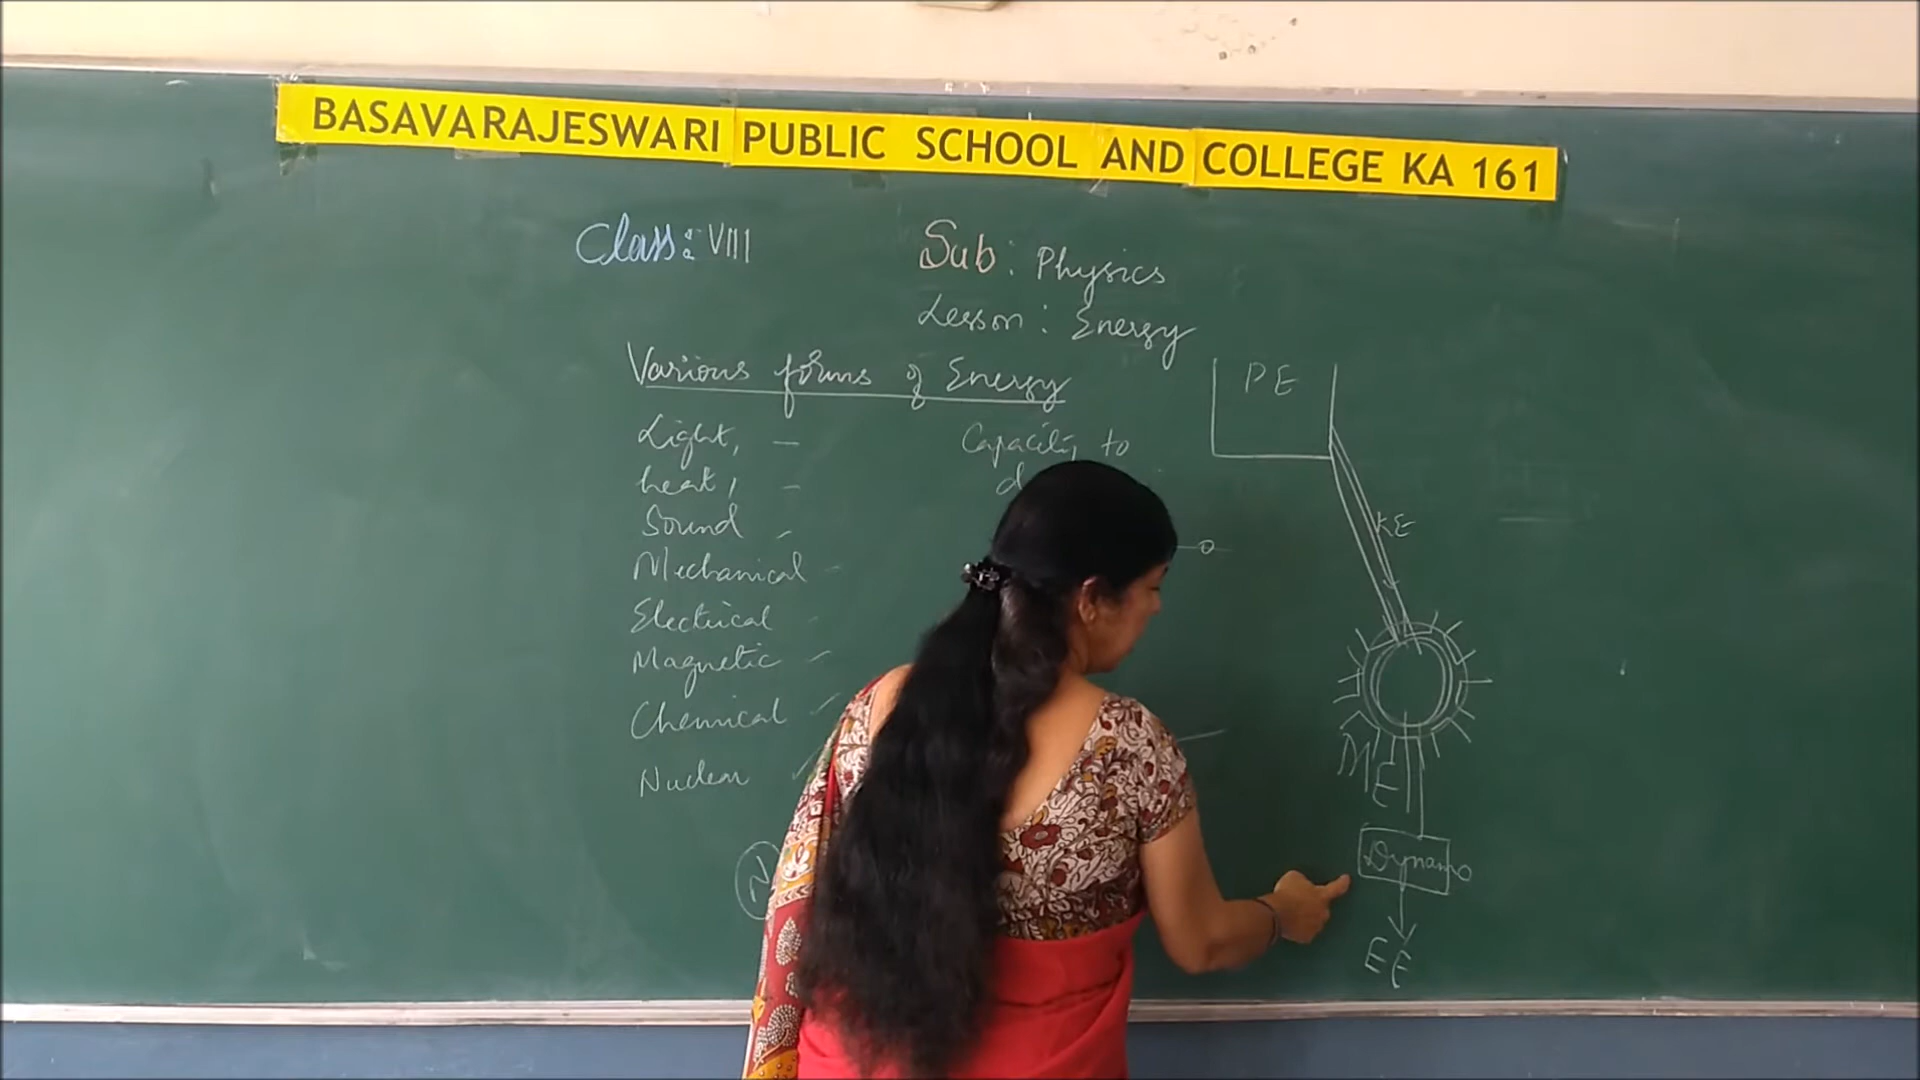 BASAVARAJESWARI PUBLIC SCHOOL AND COLLEGE KA 161
Class: VIII
Sub: Physics
Lesson: Energy
Various forms of Energy
Light, -
heat, -
Sound -
Mechanical -
Electrical -
Magnetic -
Chemical -
Nuclear -
Capacity to
d
N
PE
KE
ME
Dynamo
EE